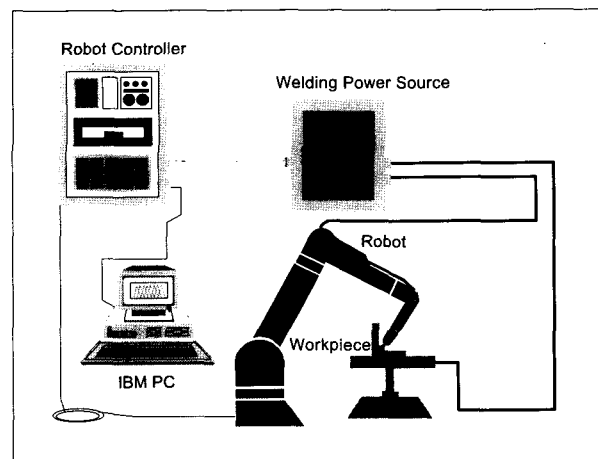 Robot Controller
Welding Power Source
Robot
Workpiece
IBM PC